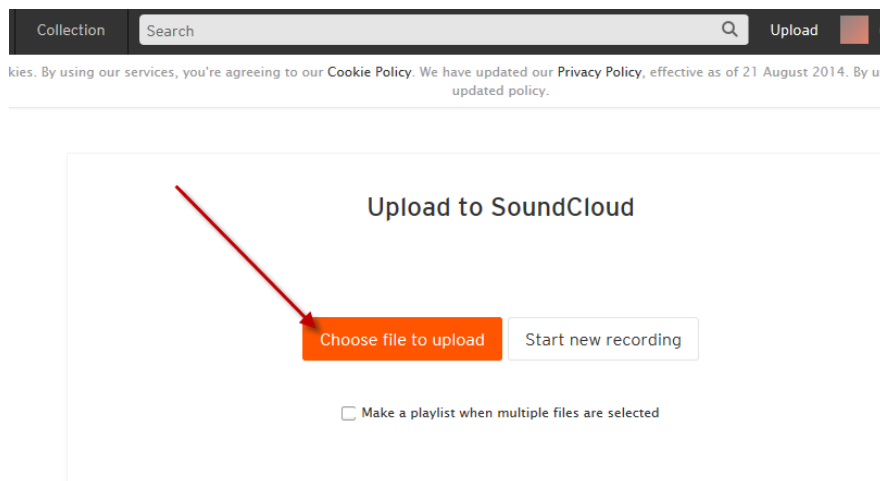 Collection Search Upload
kies. By using our services, you're agreeing to our Cookie Policy. We have updated our Privacy Policy, effective as of 21 August 2014. By u
updated policy.
Upload to SoundCloud
Choose file to upload Start new recording
Make a playlist when multiple files are selected